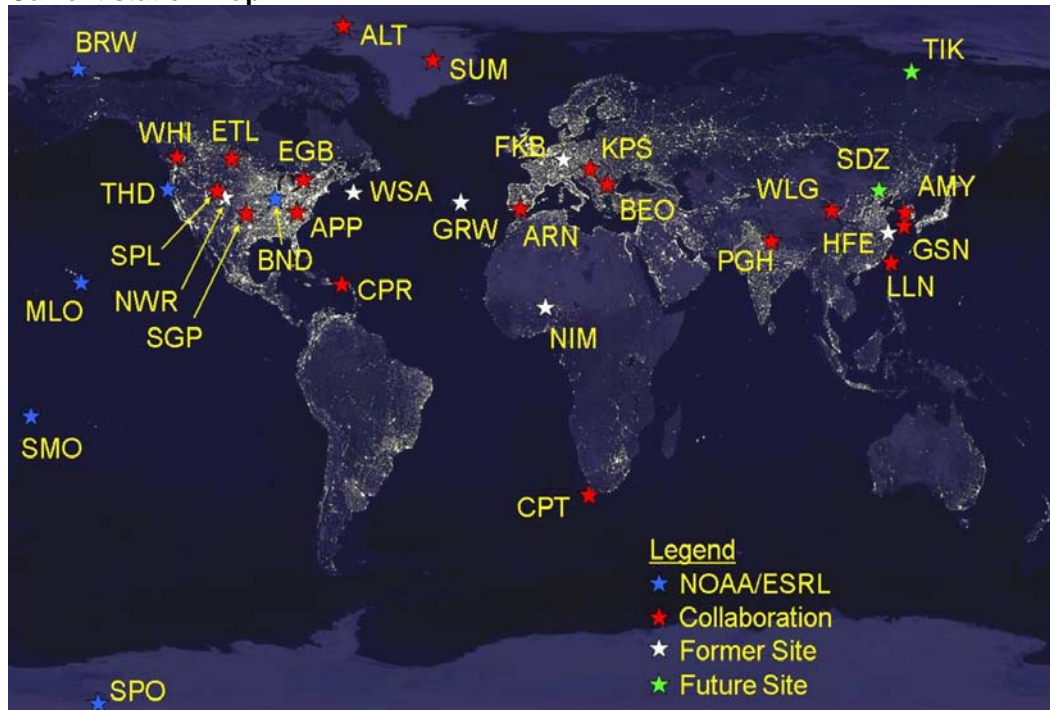 BRW
ALT
SUM
TIK
WHI
ETL
EGB
FKB
KPS
SDZ
THD
WSA
WLG
AMY
GRW
BEO
APP
ARN
SPL
BND
PGH
HFE
GSN
NWR
CPR
LLN
MLO
SGP
NIM
SMO
CPT
SPO
Legend
NOAA/ESRL
Collaboration
Former Site
Future Site